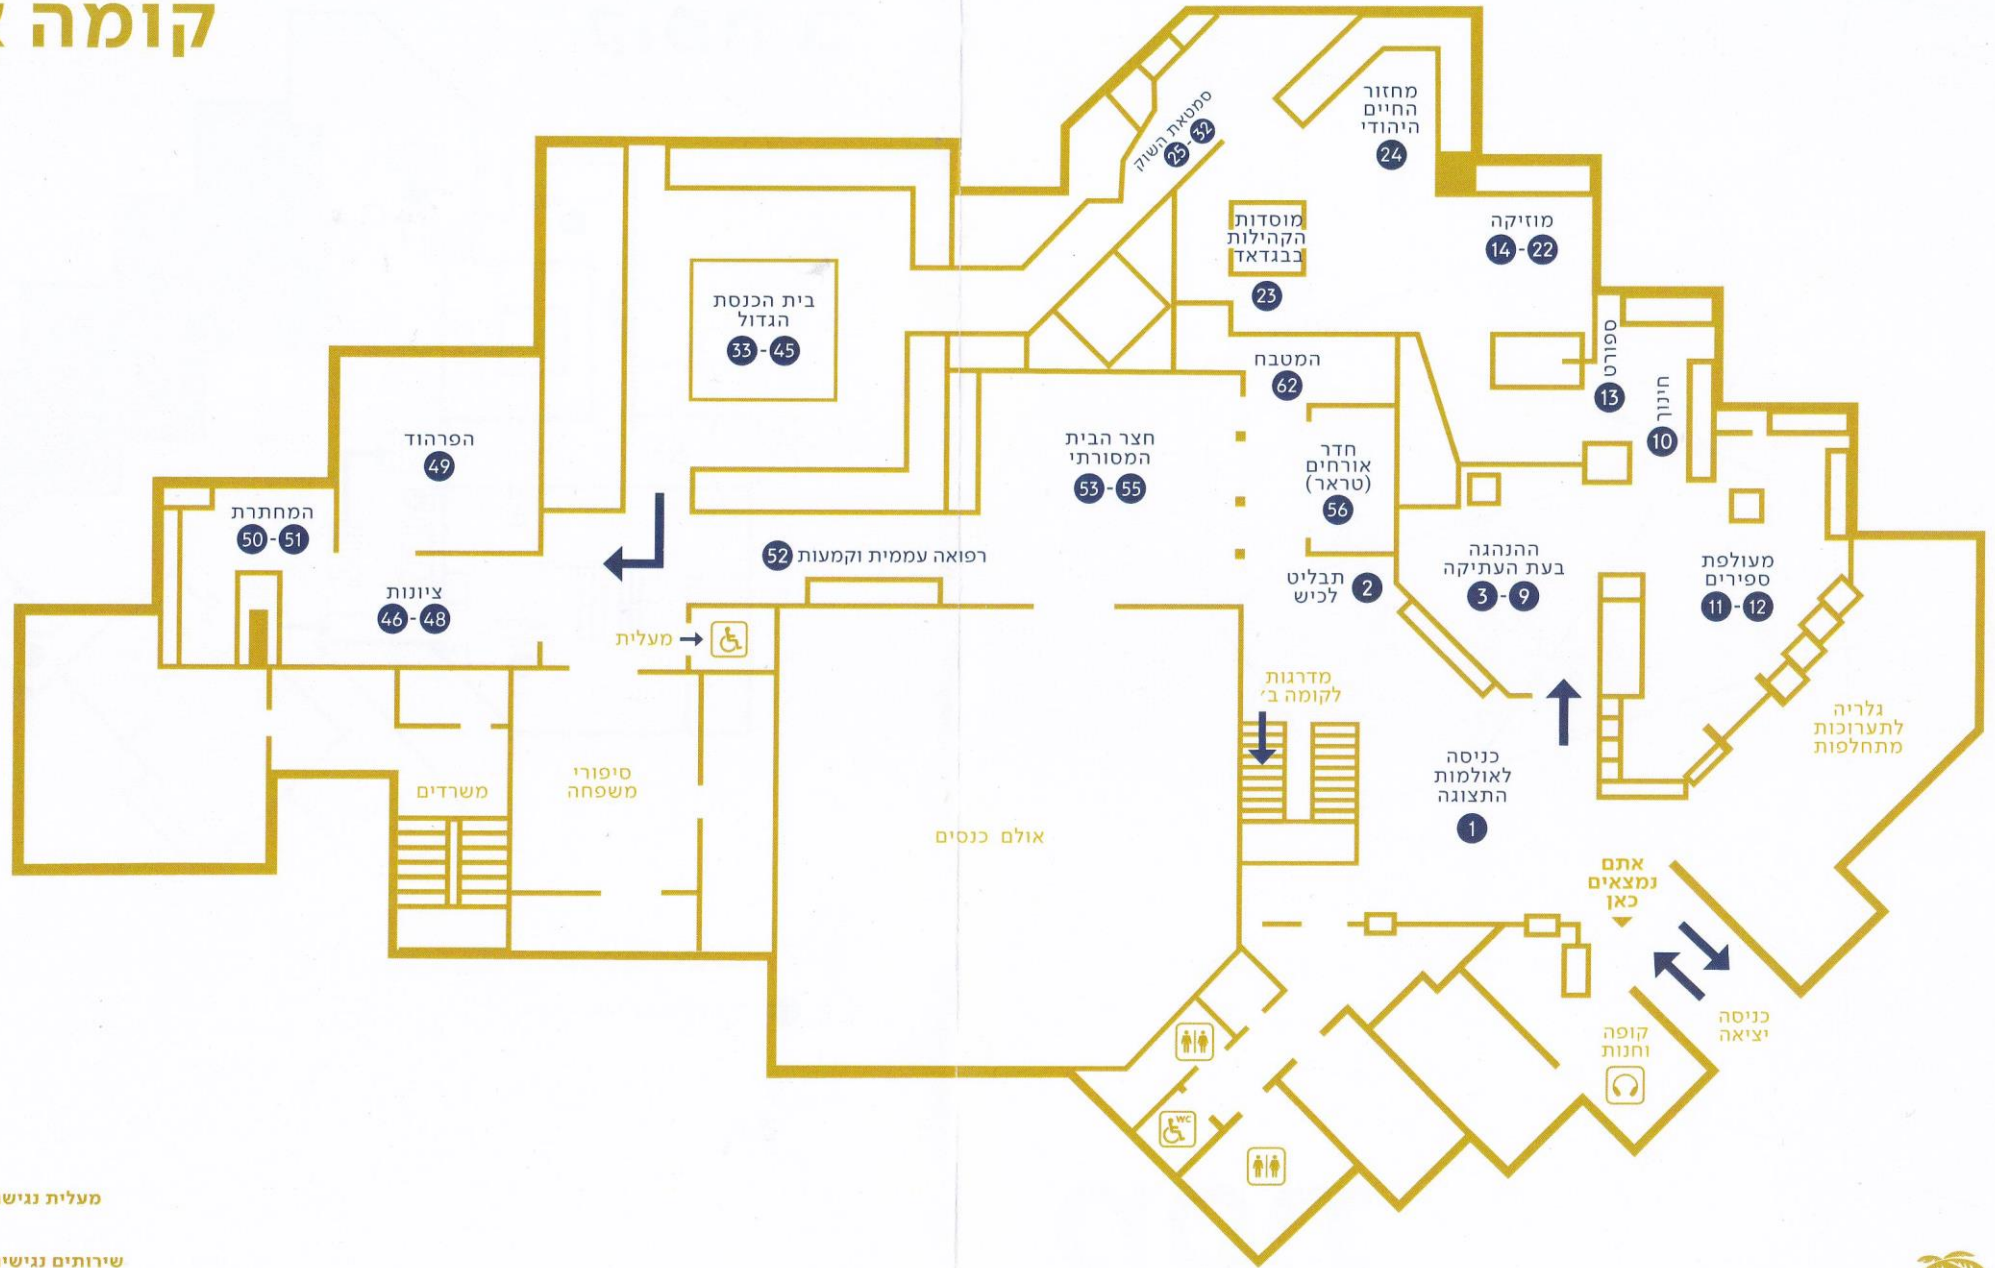 קומה
סמטאת השוק
25-32
מחזור
החיים
היהודי
24
מוזיקה
14-22
מוסדות
הקהילות
בבגדאד
23
ספורט
13
חינוך
10
בית הכנסת
הגדול
33-45
המטבח
62
חצר הבית
המסורתי
53-55
חדר
אורחים
(טראר)
56
הפרהוד
49
המחתרת
50-51
ציונות
46-48
רפואה עממית וקמעות 52
תבליט
לכיש
2
ההנהגה
בעת העתיקה
3-9
מעולפת
ספירים
11-12
מעלית
מדרגות
לקומה ב׳
גלריה
לתערוכות
מתחלפות
כניסה
לאולמות
התצוגה
1
סיפורי
משפחה
משרדים
אולם כנסים
אתם
נמצאים
כאן
כניסה
יציאה
קופה
וחנות
WC
מעלית
שירותים